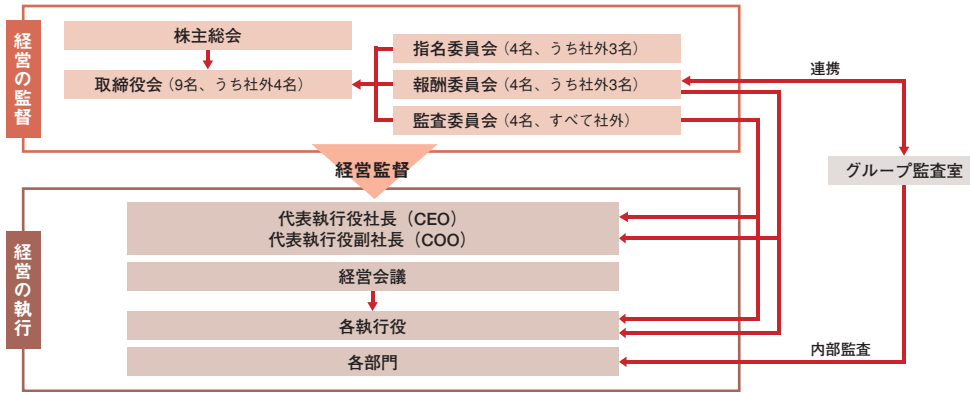 経営の監督
株主総会
取締役会（9名、うち社外4名）
指名委員会（4名、うち社外3名）
報酬委員会（4名、うち社外3名）
監査委員会（4名、すべて社外）
連携
グループ監査室
経営監督
経営の執行
代表執行役社長（CEO）
代表執行役副社長（COO）
経営会議
各執行役
各部門
内部監査